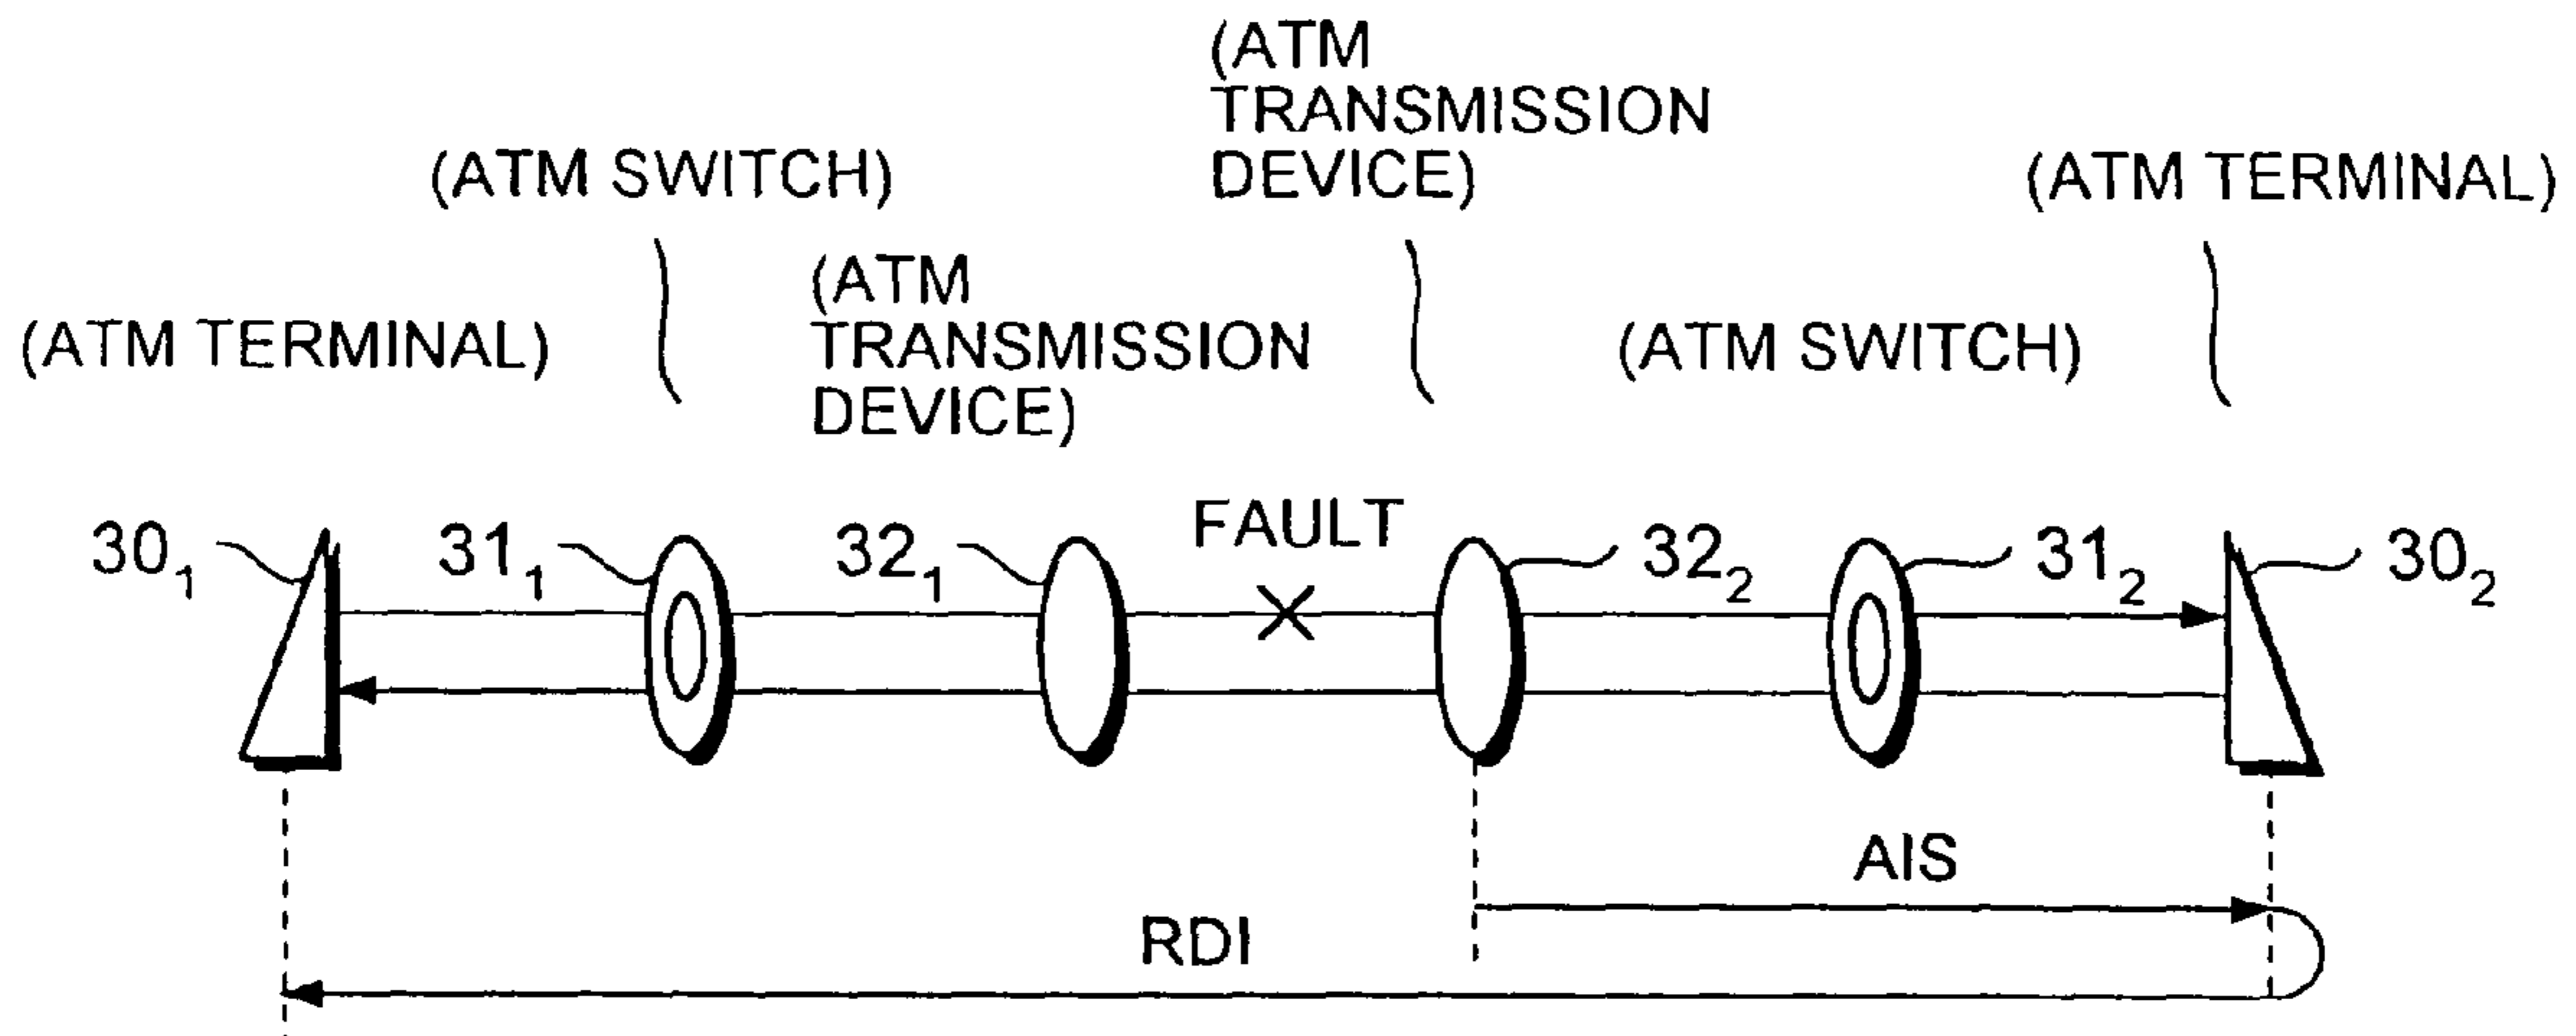 (ATM
TRANSMISSION
DEVICE)
(ATM SWITCH)
(ATM TERMINAL)
(ATM
TRANSMISSION
DEVICE)
(ATM TERMINAL)
(ATM SWITCH)
FAULT
30₁ 31₁ 32₁ 32₂ 31₂ 30₂
AIS
RDI